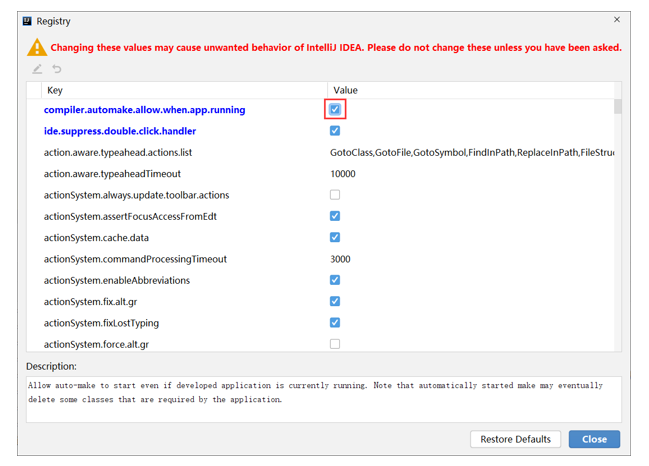 Registry
Changing these values may cause unwanted behavior of IntelliJ IDEA. Please do not change these unless you have been asked.
Key Value
compiler.automake.allow.when.app.running
ide.suppress.double.click.handler
action.aware.typeahead.actions.list GotoClass,GotoFile,GotoSymbol,FindInPath,ReplaceInPath,FileStru
action.aware.typeaheadTimeout 10000
actionSystem.always.update.toolbar.actions
actionSystem.assertFocusAccessFromEdt
actionSystem.cache.data
actionSystem.commandProcessingTimeout 3000
actionSystem.enableAbbreviations
actionSystem.fix.alt.gr
actionSystem.fixLostTyping
actionSystem.force.alt.gr
Description:
Allow auto-make to start even if developed application is currently running. Note that automatically started make may eventually
delete some classes that are required by the application.
Restore Defaults Close